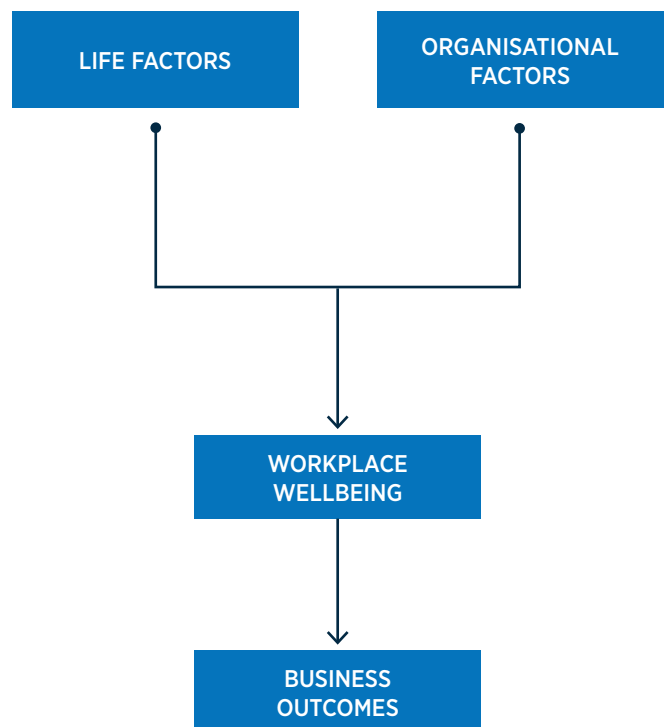 LIFE FACTORS
ORGANISATIONAL
FACTORS
WORKPLACE
WELLBEING
BUSINESS
OUTCOMES